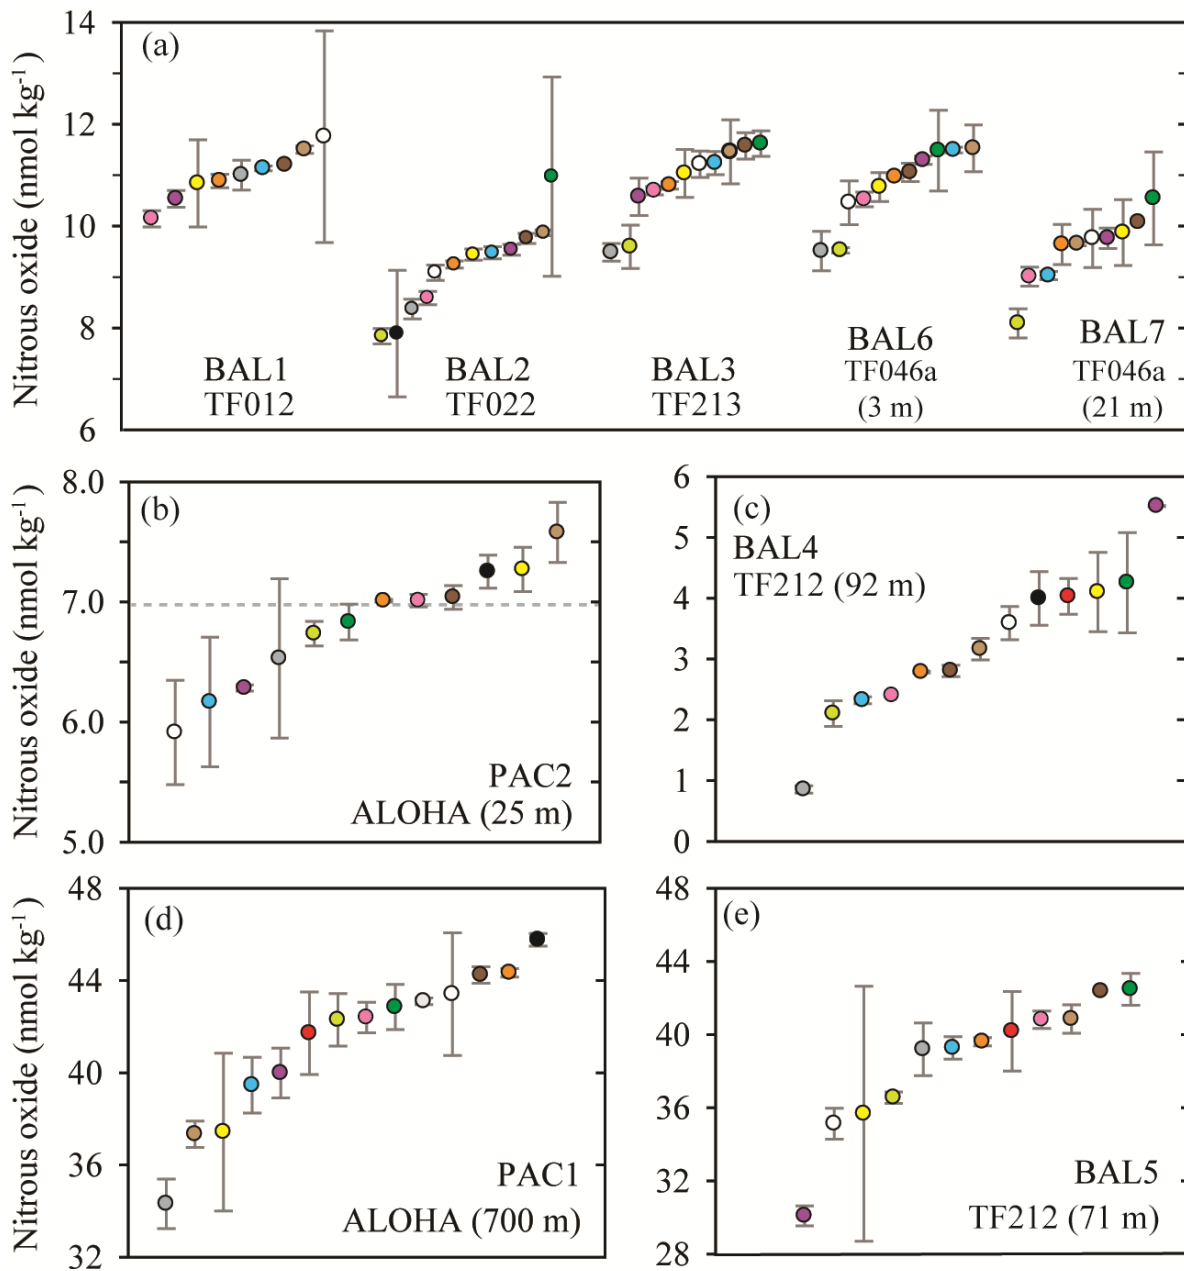 Nitrous oxide (nmol kg⁻¹)
14
12
10
8
6
(a)
BAL1
TF012
BAL2
TF022
BAL3
TF213
BAL6
TF046a
(3 m)
BAL7
TF046a
(21 m)
Nitrous oxide (nmol kg⁻¹)
8.0
7.0
6.0
5.0
(b)
PAC2
ALOHA (25 m)
6
5
4
3
2
1
0
(c)
BAL4
TF212 (92 m)
Nitrous oxide (nmol kg⁻¹)
48
44
40
36
32
(d)
PAC1
ALOHA (700 m)
48
44
40
36
32
28
(e)
BAL5
TF212 (71 m)